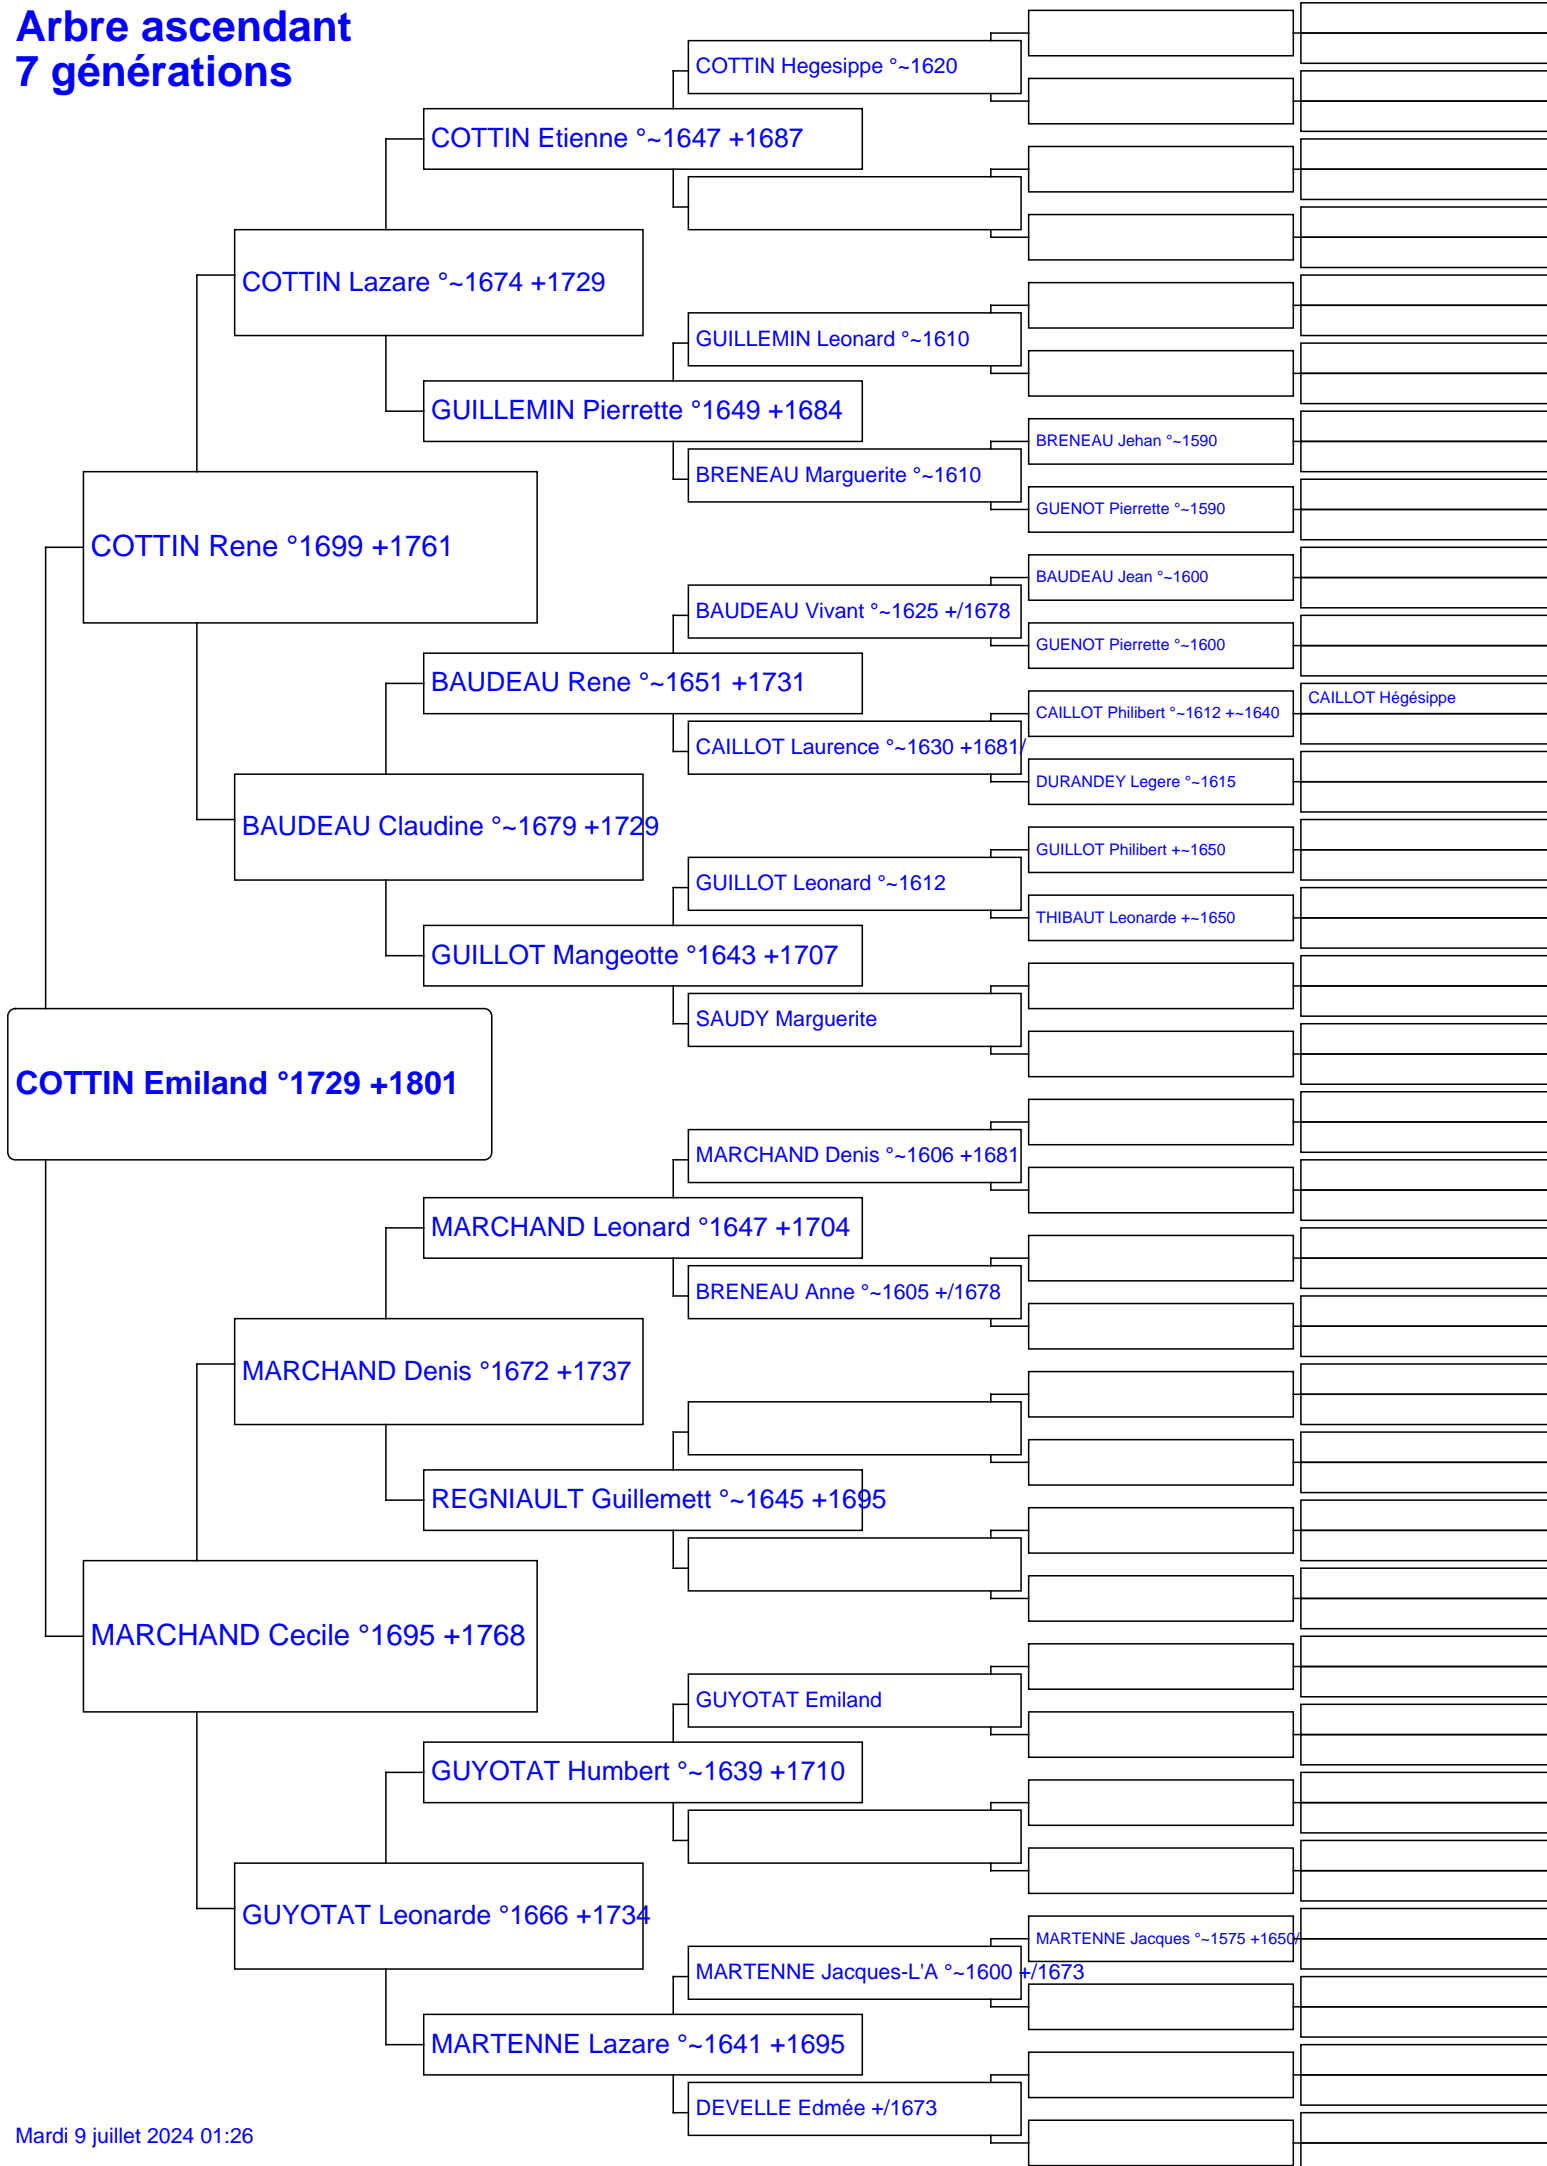 Arbre ascendant
7 générations
COTTIN Hegesippe °~1620
COTTIN Etienne °~1647 +1687
COTTIN Lazare °~1674 +1729
GUILLEMIN Leonard °~1610
GUILLEMIN Pierrette °1649 +1684
BRENEAU Jehan °~1590
BRENEAU Marguerite °~1610
GUENOT Pierrette °~1590
COTTIN Rene °1699 +1761
BAUDEAU Jean °~1600
BAUDEAU Vivant °~1625 +/1678
GUENOT Pierrette °~1600
BAUDEAU Rene °~1651 +1731
CAILLOT Hégésippe
CAILLOT Philibert °~1612 +~1640
CAILLOT Laurence °~1630 +1681/
DURANDEY Legere °~1615
BAUDEAU Claudine °~1679 +1729
GUILLOT Philibert +~1650
GUILLOT Leonard °~1612
THIBAUT Leonarde +~1650
GUILLOT Mangeotte °1643 +1707
SAUDY Marguerite
COTTIN Emiland °1729 +1801
MARCHAND Denis °~1606 +1681
MARCHAND Leonard °1647 +1704
BRENEAU Anne °~1605 +/1678
MARCHAND Denis °1672 +1737
REGNIAULT Guillemett °~1645 +1695
MARCHAND Cecile °1695 +1768
GUYOTAT Emiland
GUYOTAT Humbert °~1639 +1710
GUYOTAT Leonarde °1666 +1734
MARTENNE Jacques °~1575 +1650/
MARTENNE Jacques-L'A °~1600 +/1673
MARTENNE Lazare °~1641 +1695
DEVELLE Edmée +/1673
Mardi 9 juillet 2024 01:26